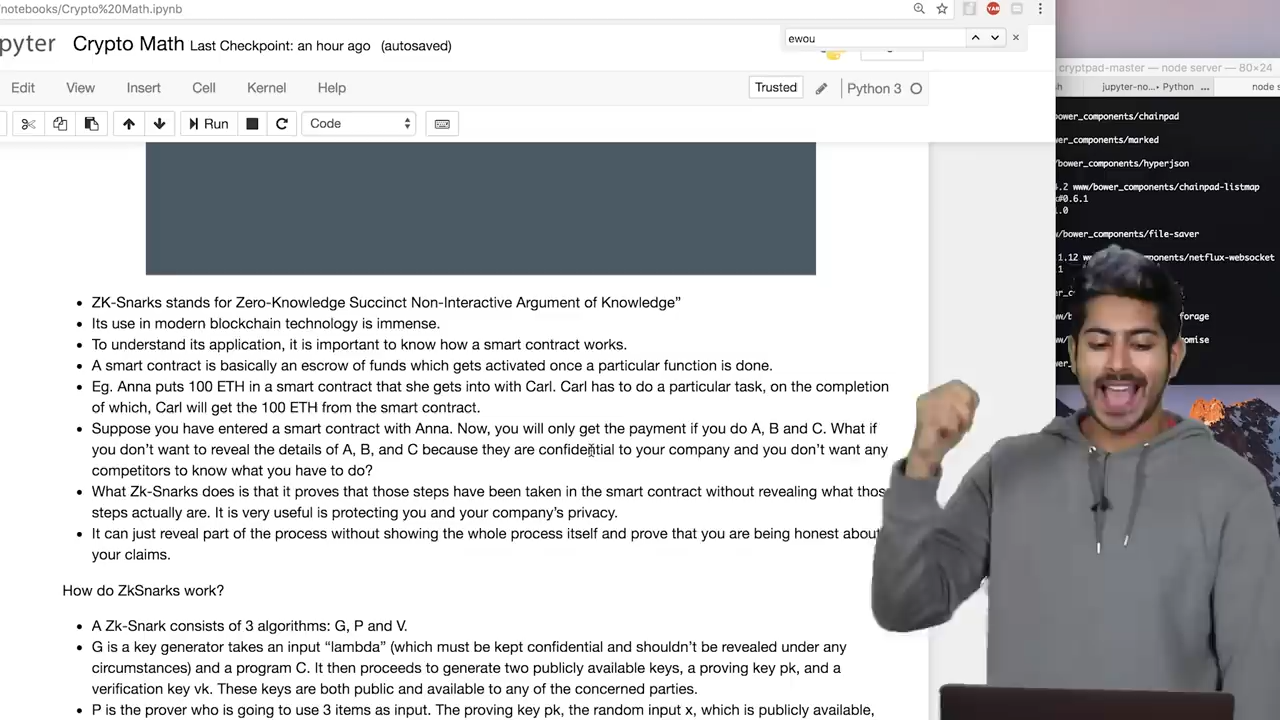 /notebooks/Crypto%20Math.ipynb
pyter Crypto Math Last Checkpoint: an hour ago (autosaved)
ewou
cryptpad-master — node server — 80×24
Edit View Insert Cell Kernel Help
Trusted
Python 3
sh jupyter-no... • Python ... node s
Run
Code
bower_components/chainpad
bower_components/marked
/bower_components/hyperjson
.2 www/bower_components/chainpad-listmap
#0.6.1
.0
/bower_components/file-saver
1.12 www/bower_components/netflux-websocket
1
• ZK-Snarks stands for Zero-Knowledge Succinct Non-Interactive Argument of Knowledge”
• Its use in modern blockchain technology is immense.
• To understand its application, it is important to know how a smart contract works.
• A smart contract is basically an escrow of funds which gets activated once a particular function is done.
• Eg. Anna puts 100 ETH in a smart contract that she gets into with Carl. Carl has to do a particular task, on the completion
of which, Carl will get the 100 ETH from the smart contract.
• Suppose you have entered a smart contract with Anna. Now, you will only get the payment if you do A, B and C. What if
you don’t want to reveal the details of A, B, and C because they are confidential to your company and you don’t want any
competitors to know what you have to do?
• What Zk-Snarks does is that it proves that those steps have been taken in the smart contract without revealing what thos
steps actually are. It is very useful is protecting you and your company’s privacy.
• It can just reveal part of the process without showing the whole process itself and prove that you are being honest about
your claims.
How do ZkSnarks work?
• A Zk-Snark consists of 3 algorithms: G, P and V.
• G is a key generator takes an input “lambda” (which must be kept confidential and shouldn’t be revealed under any
circumstances) and a program C. It then proceeds to generate two publicly available keys, a proving key pk, and a
verification key vk. These keys are both public and available to any of the concerned parties.
• P is the prover who is going to use 3 items as input. The proving key pk, the random input x, which is publicly available,